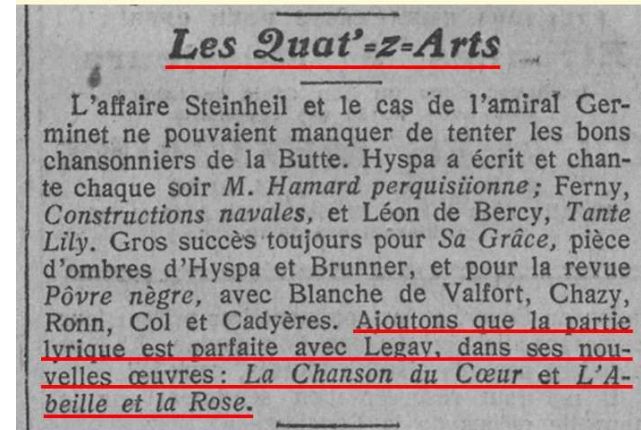 Les Quat'=z=Arts
L'affaire Steinheil et le cas de l'amiral Ger-
minet ne pouvaient manquer de tenter les bons
chansonniers de la Butte. Hyspa a écrit et chan-
te chaque soir M. Hamard perquisiionne; Ferny,
Constructions navales, et Léon de Bercy, Tante
Lily. Gros succès toujours pour Sa Grâce, pièce
d'ombres d'Hyspa et Brunner, et pour la revue
Pôvre nègre, avec Blanche de Valfort, Chazy,
Ronn, Col et Cadyères. Ajoutons que la partie
lyrique est parfaite avec Legay, dans ses nou-
velles œuvres: La Chanson du Cœur et L'A-
beille et la Rose.